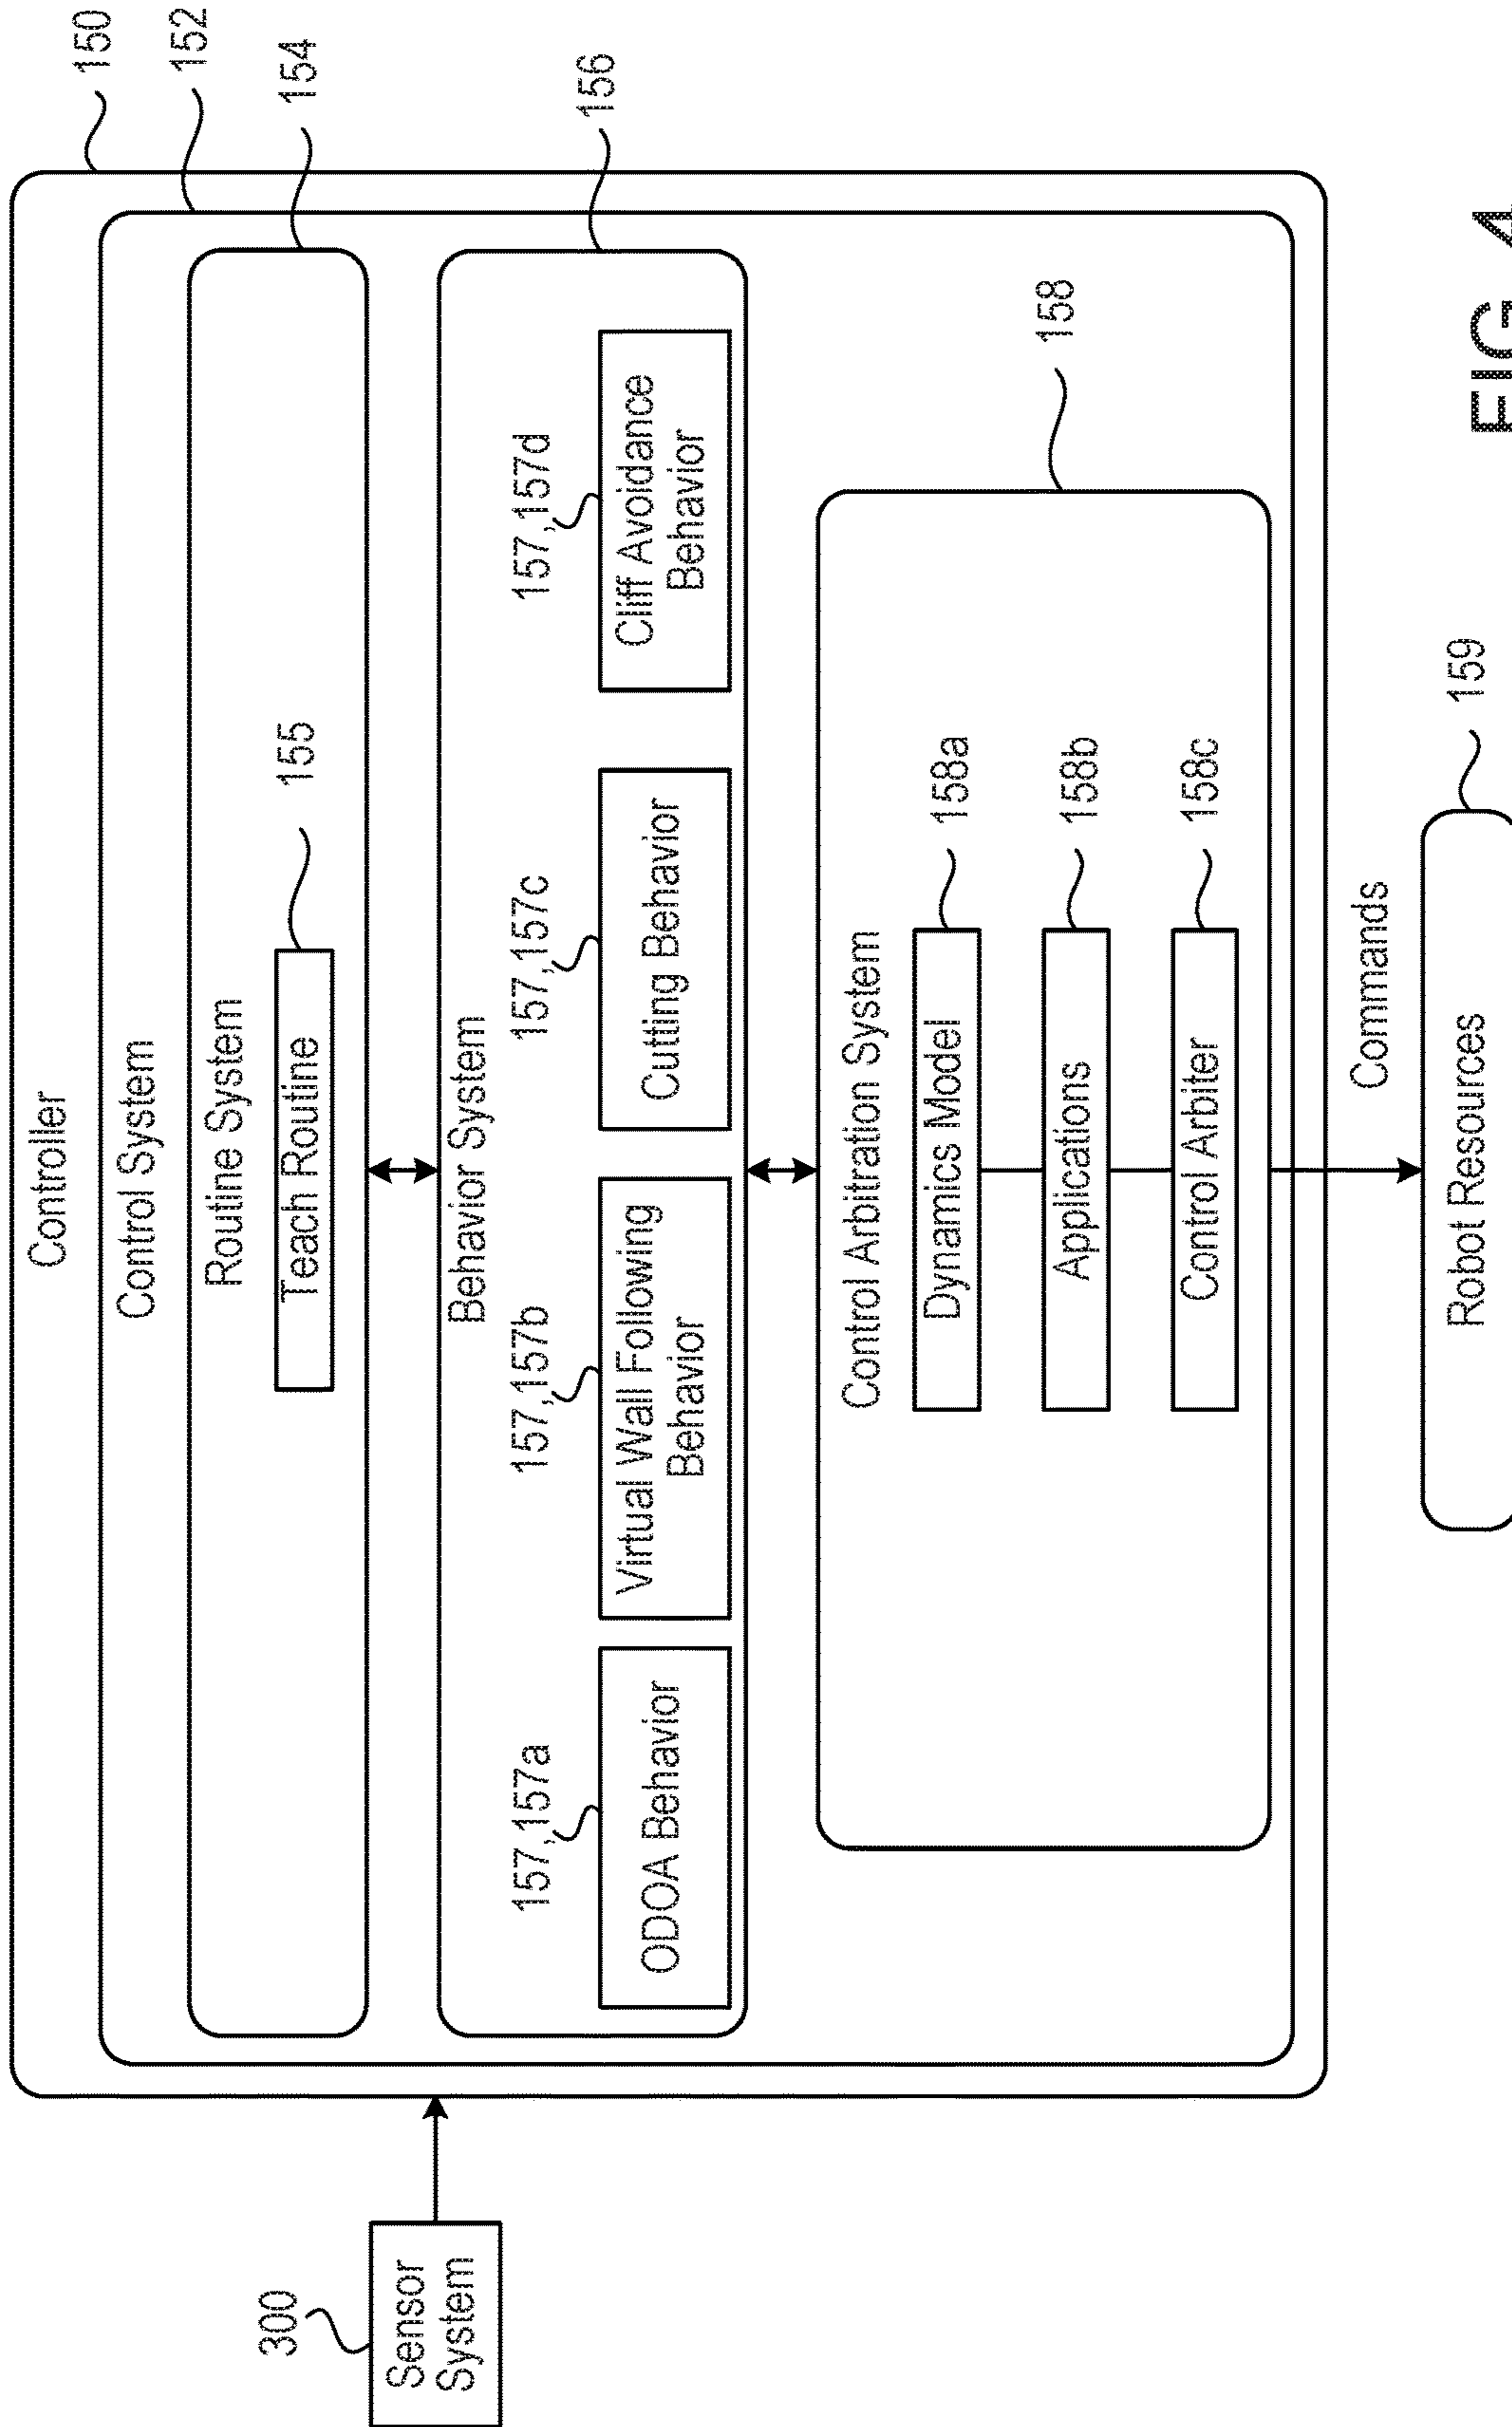 Controller
150
Control System
152
Routine System
154
Teach Routine
155
Behavior System
156
157,157a
157,157b
157,157c
157,157d
ODOA Behavior
Virtual Wall Following
Behavior
Cutting Behavior
Cliff Avoidance
Behavior
300
Sensor
System
Control Arbitration System
158
Dynamics Model
158a
Applications
158b
Control Arbiter
158c
Commands
Robot Resources
159
FIG 4